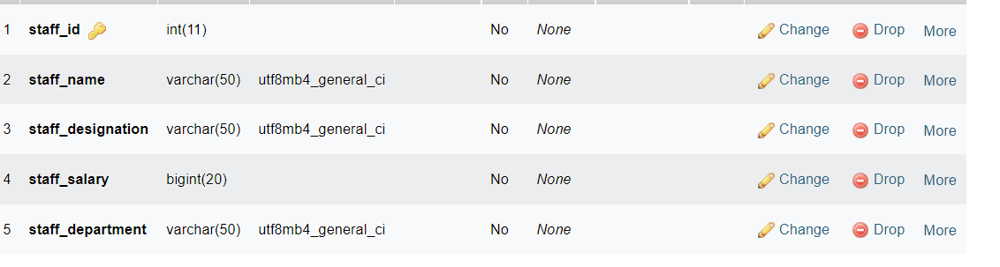 1 staff_id int(11) No None Change Drop More
2 staff_name varchar(50) utf8mb4_general_ci No None Change Drop More
3 staff_designation varchar(50) utf8mb4_general_ci No None Change Drop More
4 staff_salary bigint(20) No None Change Drop More
5 staff_department varchar(50) utf8mb4_general_ci No None Change Drop More